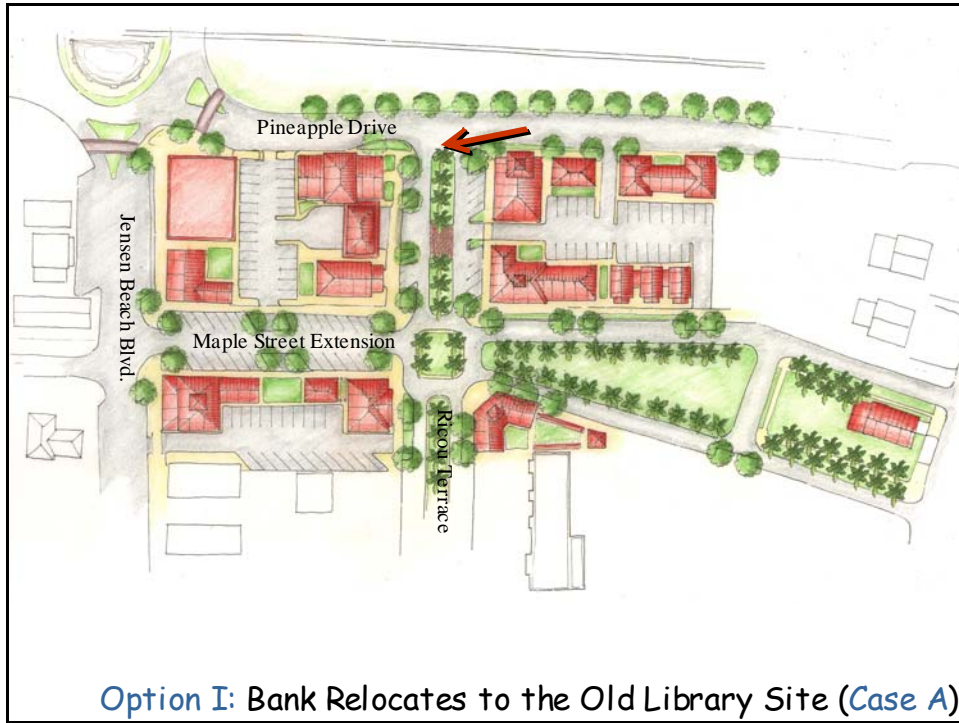 Pineapple Drive
Jensen Beach Blvd.
Maple Street Extension
Ricou Terrace
Option I: Bank Relocates to the Old Library Site (Case A)